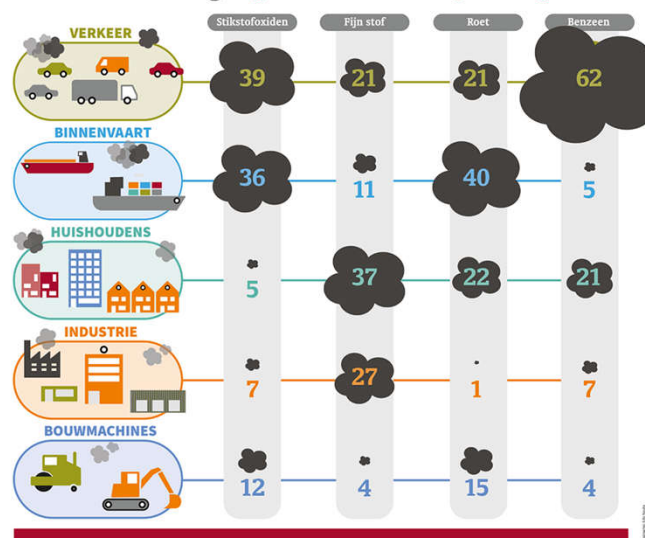 Stikstofoxiden Fijn stof Roet Benzeen
VERKEER
39 21 21 62
BINNENVAART
36 11 40 5
HUISHOUDENS
5 37 22 21
INDUSTRIE
7 27 1 7
BOUWMACHINES
12 4 15 4